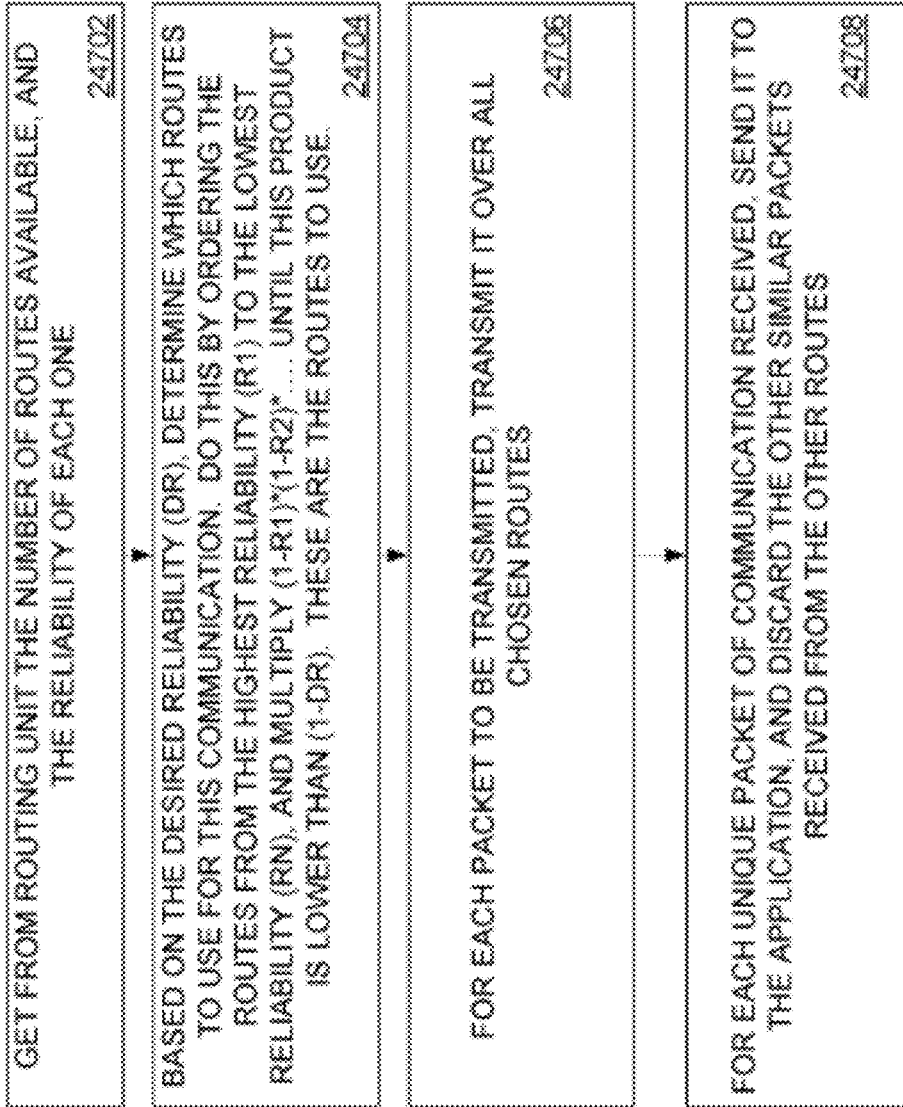 GET FROM ROUTING UNIT THE NUMBER OF ROUTES AVAILABLE, AND
THE RELIABILITY OF EACH ONE
24702
BASED ON THE DESIRED RELIABILITY (DR), DETERMINE WHICH ROUTES
TO USE FOR THIS COMMUNICATION. DO THIS BY ORDERING THE
ROUTES FROM THE HIGHEST RELIABILITY (R1) TO THE LOWEST
RELIABILITY (RN), AND MULTIPLY (1-R1)*(1-R2)*.... UNTIL THIS PRODUCT
IS LOWER THAN (1-DR). THESE ARE THE ROUTES TO USE.
24704
FOR EACH PACKET TO BE TRANSMITTED, TRANSMIT IT OVER ALL
CHOSEN ROUTES
24706
FOR EACH UNIQUE PACKET OF COMMUNICATION RECEIVED, SEND IT TO
THE APPLICATION, AND DISCARD THE OTHER SIMILAR PACKETS
RECEIVED FROM THE OTHER ROUTES
24708